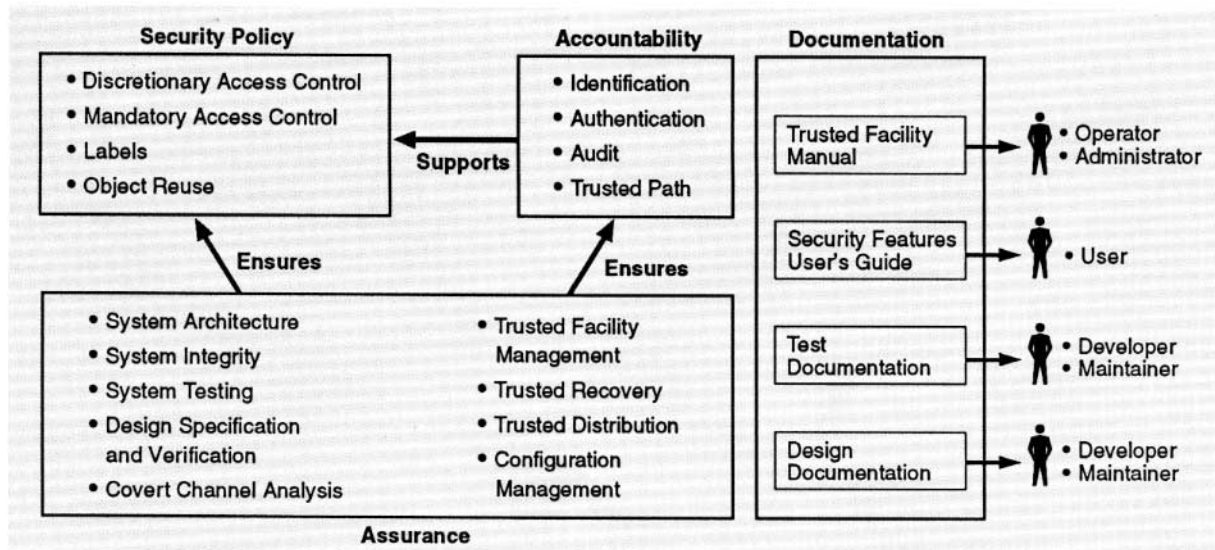 Security Policy
• Discretionary Access Control
• Mandatory Access Control
• Labels
• Object Reuse
Supports
Accountability
• Identification
• Authentication
• Audit
• Trusted Path
Ensures
Ensures
• System Architecture
• System Integrity
• System Testing
• Design Specification
and Verification
• Covert Channel Analysis
• Trusted Facility
Management
• Trusted Recovery
• Trusted Distribution
• Configuration
Management
Assurance
Documentation
Trusted Facility
Manual
• Operator
• Administrator
Security Features
User's Guide
• User
Test
Documentation
• Developer
• Maintainer
Design
Documentation
• Developer
• Maintainer